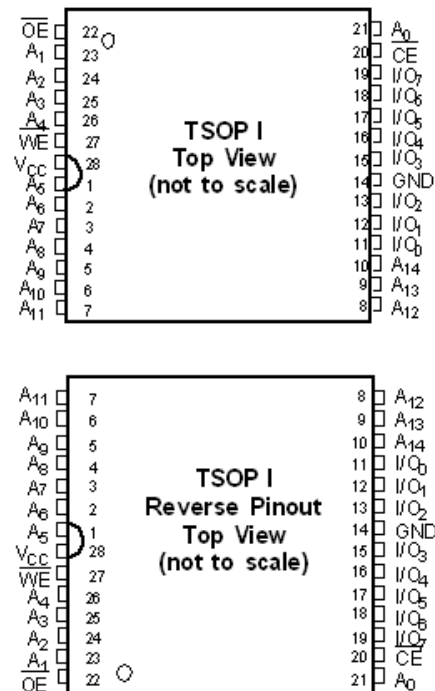 OE 22 21 A0
A1 23 20 CE
A2 24 19 I/O7
A3 25 18 I/O6
A4 26 17 I/O5
WE 27 16 I/O4
VCC 28 15 I/O3
A5 1 14 GND
A6 2 13 I/O2
A7 3 12 I/O1
A8 4 11 I/O0
A9 5 10 A14
A10 6 9 A13
A11 7 8 A12
TSOP I
Top View
(not to scale)
A11 7 8 A12
A10 6 9 A13
A9 5 10 A14
A8 4 11 I/O0
A7 3 12 I/O1
A6 2 13 I/O2
A5 1 14 GND
VCC 28 15 I/O3
WE 27 16 I/O4
A4 26 17 I/O5
A3 25 18 I/O6
A2 24 19 I/O7
A1 23 20 CE
OE 22 21 A0
TSOP I
Reverse Pinout
Top View
(not to scale)